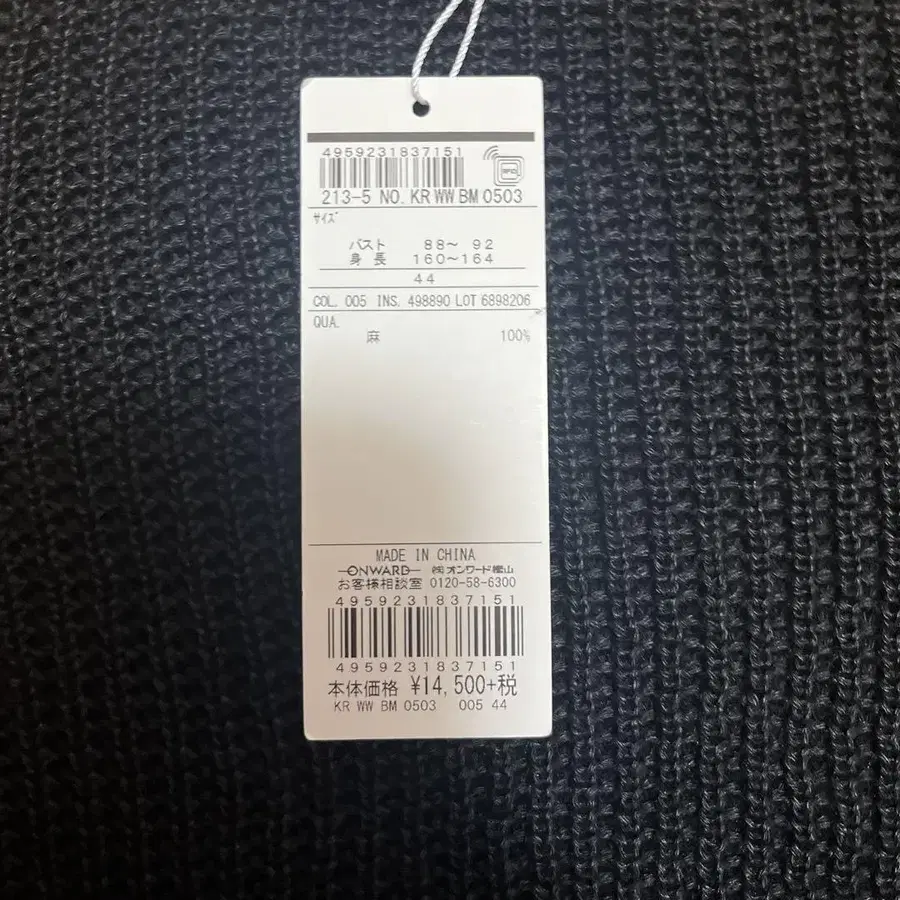 4959231837151
213-5 NO. KR WW BM 0503
サイズ
バスト 88～ 92
身長 160～164
44
COL. 005 INS. 498890 LOT 6898206
QUA.
麻 100%
MADE IN CHINA
ONWARD ㈱オンワード樫山
お客様相談室 0120-58-6300
4959231837151
4959231837151
本体価格 ¥14,500+税
KR WW BM 0503 005 44